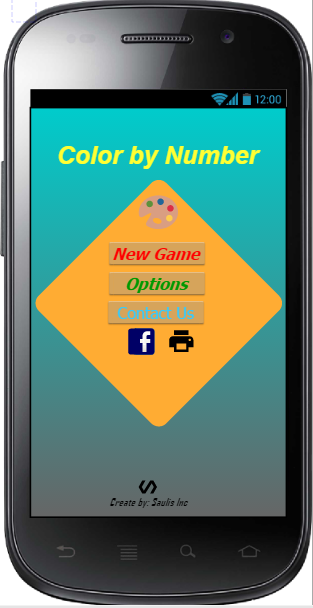 12:00
Color by Number
New Game
Options
Contact Us
f
Create by: Saulis Inc